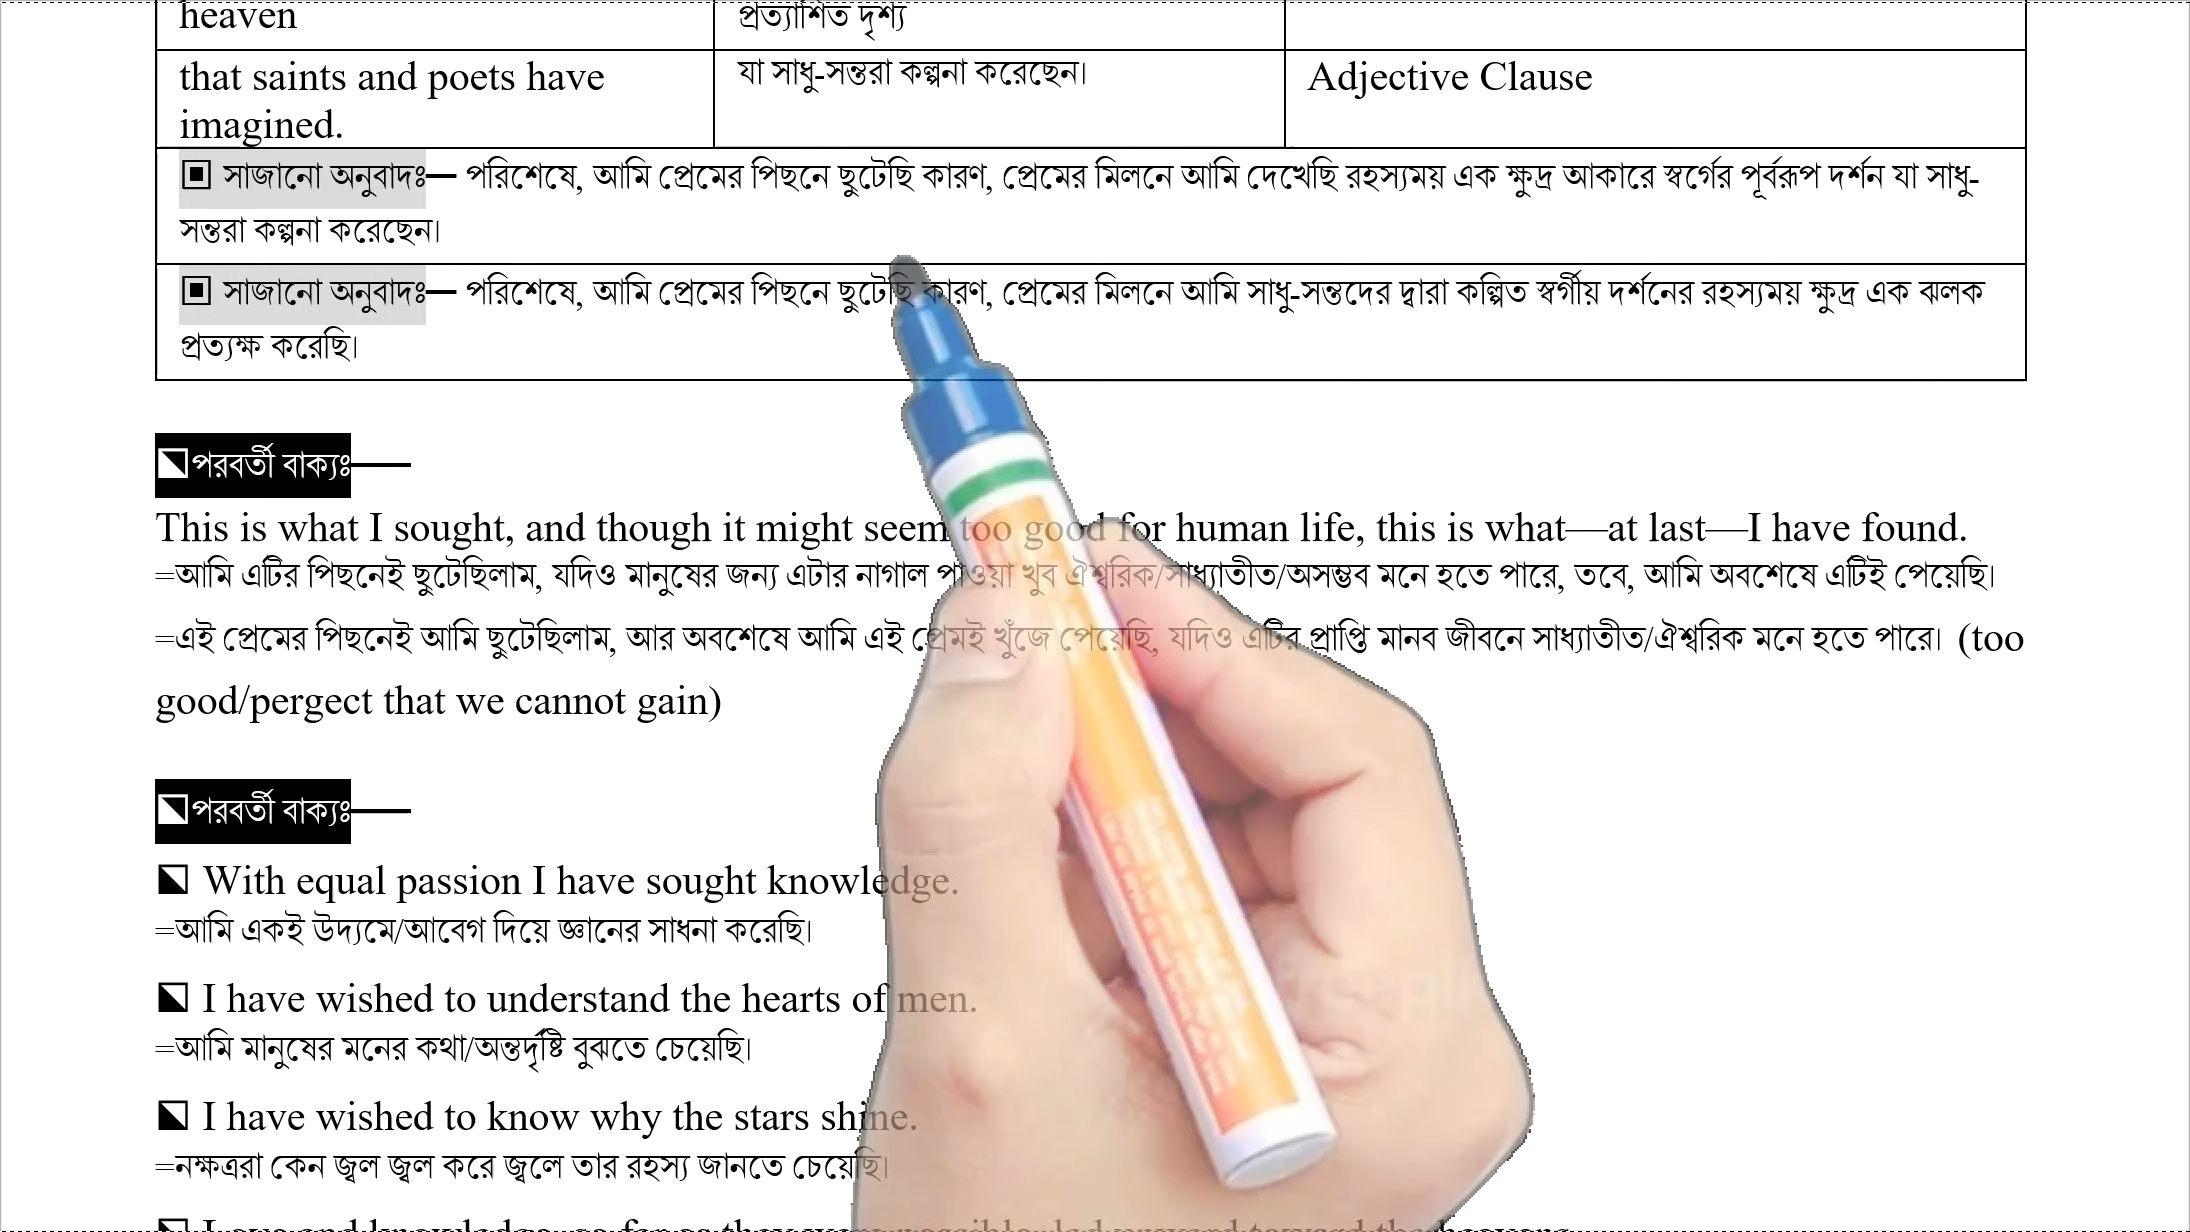 heaven প্রত্যাশিত দৃশ্য
that saints and poets have যা সাধু-সন্তরা কল্পনা করেছেন। Adjective Clause
imagined.
▣ সাজানো অনুবাদঃ— পরিশেষে, আমি প্রেমের পিছনে ছুটেছি কারণ, প্রেমের মিলনে আমি দেখেছি রহস্যময় এক ক্ষুদ্র আকারে স্বর্গের পূর্বরূপ দর্শন যা সাধু-
সন্তরা কল্পনা করেছেন।
▣ সাজানো অনুবাদঃ— পরিশেষে, আমি প্রেমের পিছনে ছুটেছি কারণ, প্রেমের মিলনে আমি সাধু-সন্তদের দ্বারা কল্পিত স্বর্গীয় দর্শনের রহস্যময় ক্ষুদ্র এক ঝলক
প্রত্যক্ষ করেছি।
পরবর্তী বাক্যঃ——
This is what I sought, and though it might seem too good for human life, this is what—at last—I have found.
=আমি এটির পিছনেই ছুটেছিলাম, যদিও মানুষের জন্য এটার নাগাল পাওয়া খুব ঐশ্বরিক/সাধ্যাতীত/অসম্ভব মনে হতে পারে, তবে, আমি অবশেষে এটিই পেয়েছি।
=এই প্রেমের পিছনেই আমি ছুটেছিলাম, আর অবশেষে আমি এই প্রেমই খুঁজে পেয়েছি, যদিও এটির প্রাপ্তি মানব জীবনে সাধ্যাতীত/ঐশ্বরিক মনে হতে পারে। (too
good/pergect that we cannot gain)
পরবর্তী বাক্যঃ——
With equal passion I have sought knowledge.
=আমি একই উদ্যমে/আবেগ দিয়ে জ্ঞানের সাধনা করেছি।
I have wished to understand the hearts of men.
=আমি মানুষের মনের কথা/অন্তর্দৃষ্টি বুঝতে চেয়েছি।
I have wished to know why the stars shine.
=নক্ষত্ররা কেন জ্বল জ্বল করে জ্বলে তার রহস্য জানতে চেয়েছি।